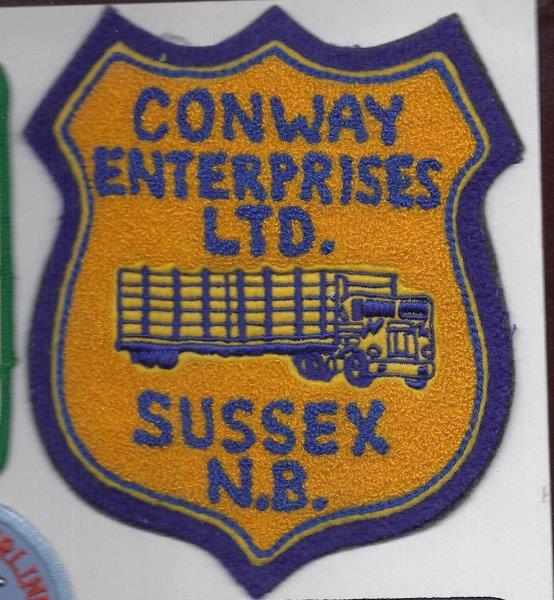 CONWAY
ENTERPRISES
LTD.
SUSSEX
N.B.